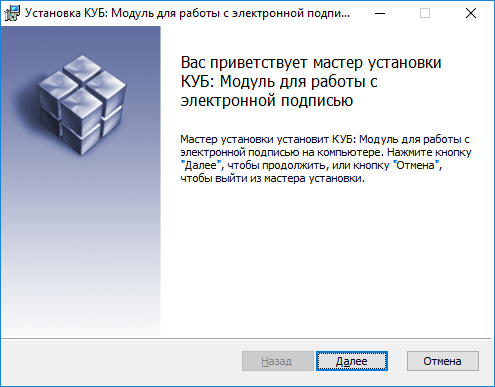 Установка КУБ: Модуль для работы с электронной подпи...
Вас приветствует мастер установки
КУБ: Модуль для работы с
электронной подписью
Мастер установки установит КУБ: Модуль для работы с
электронной подписью на компьютере. Нажмите кнопку
"Далее", чтобы продолжить, или кнопку "Отмена",
чтобы выйти из мастера установки.
Назад Далее Отмена